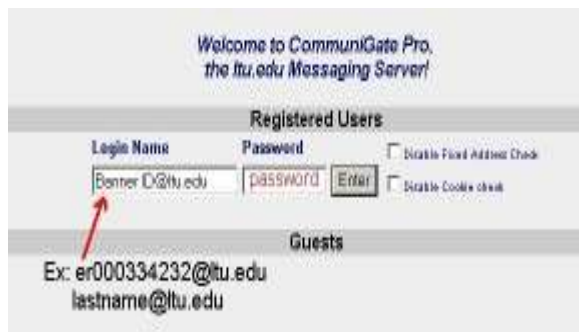 Welcome to CommuniGate Pro,
the ltu.edu Messaging Server!
Registered Users
Login Name Password
Disable Fixed Address Check
Banner ID@ltu.edu password Enter
Disable Cookie check
Guests
Ex: er000334232@ltu.edu
lastname@ltu.edu